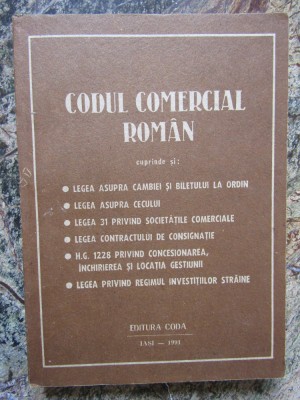 CODUL COMERCIAL
ROMÂN
cuprinde și:
● LEGEA ASUPRA CAMBIEI ȘI BILETULUI LA ORDIN
● LEGEA ASUPRA CECULUI
● LEGEA 31 PRIVIND SOCIETĂȚILE COMERCIALE
● LEGEA CONTRACTULUI DE CONSIGNAȚIE
● H.G. 1228 PRIVIND CONCESIONAREA,
ÎNCHIRIEREA ȘI LOCAȚIA GESTIUNII
● LEGEA PRIVIND REGIMUL INVESTIȚIILOR STRĂINE
EDITURA CODA
IAȘI — 1991